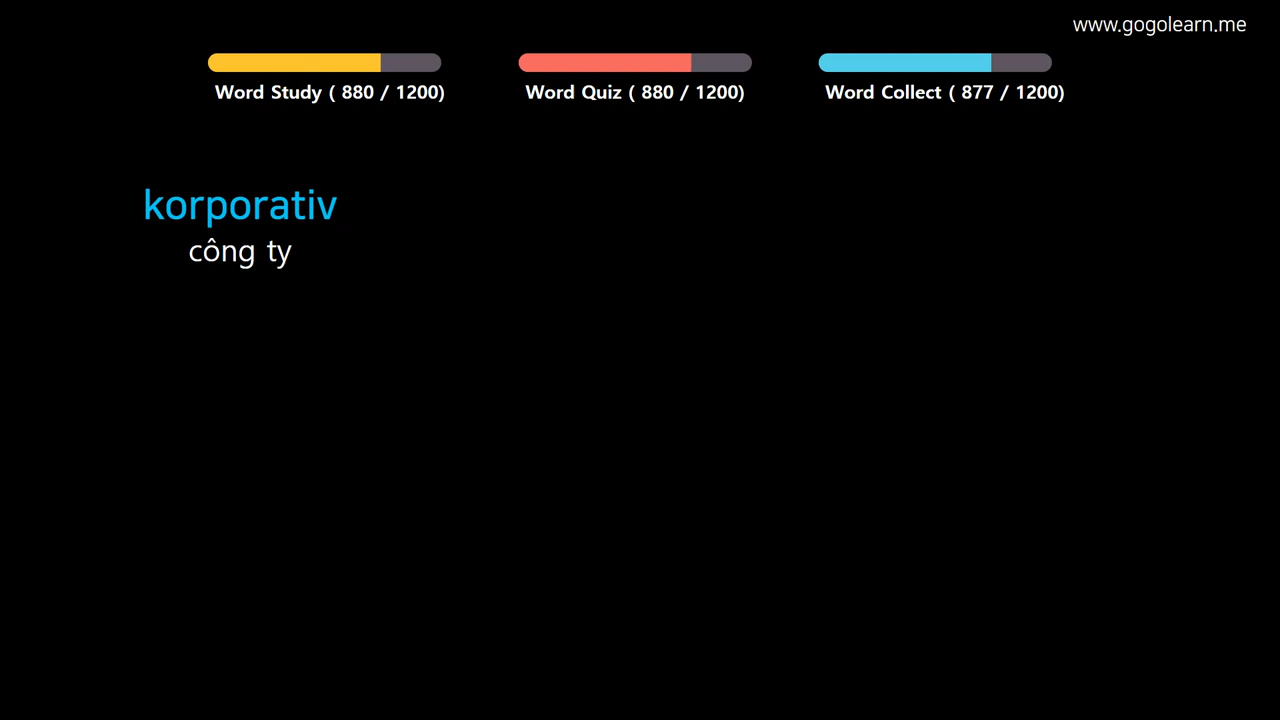 www.gogolearn.me
Word Study ( 880 / 1200)
Word Quiz ( 880 / 1200)
Word Collect ( 877 / 1200)
korporativ
công ty